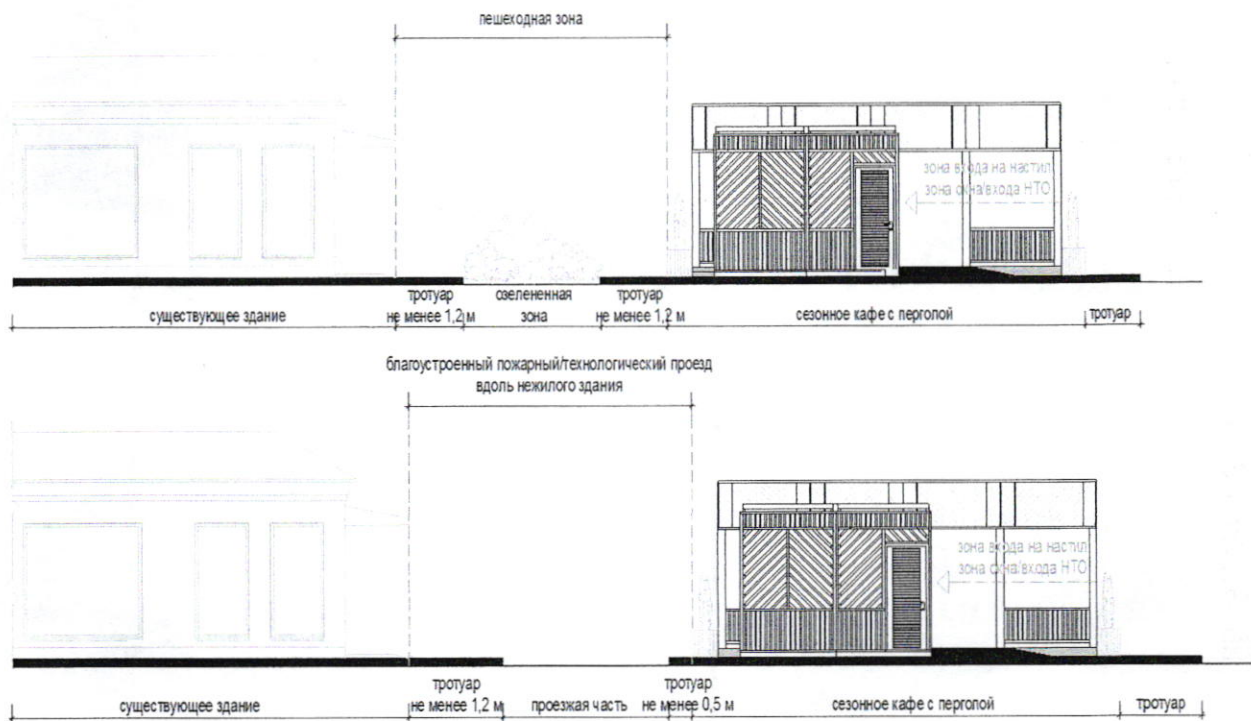 пешеходная зона
зона входа на настил
зона окна/входа НТО
существующее здание
тротуар
не менее 1,2 м
озелененная
зона
тротуар
не менее 1,2 м
сезонное кафе с перголой
тротуар
благоустроенный пожарный/технологический проезд
вдоль нежилого здания
зона входа на настил
зона окна/входа НТО
существующее здание
тротуар
не менее 1,2 м
проезжая часть
тротуар
не менее 0,5 м
сезонное кафе с перголой
тротуар